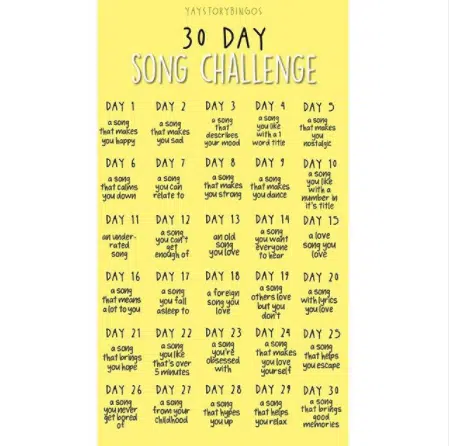 YAYSTORYBINGOS
30 DAY
SONG CHALLENGE
DAY 1
a song
that makes
you happy
DAY 2
a song
that makes
you sad
DAY 3
a song
that
describes
your mood
DAY 4
a song
you like
with a 1
word title
DAY 5
a song
that makes
you
nostalgic
DAY 6
a song
that calms
you down
DAY 7
a song
you can
relate to
DAY 8
a song
that makes
you strong
DAY 9
a song
that makes
you dance
DAY 10
a song
you like
with a
number in
it's title
DAY 11
an under-
rated
song
DAY 12
a song
you can't
get
enough of
DAY 13
an old
song
you love
DAY 14
a song
you want
everyone
to hear
DAY 15
a love
song you
love
DAY 16
a song
that means
a lot to you
DAY 17
a song
you fall
asleep to
DAY 18
a foreign
song you
love
DAY 19
a song
others love
but you
don't
DAY 20
a song
with lyrics
you love
DAY 21
a song
that brings
you hope
DAY 22
a song
you like
that's over
5 minutes
DAY 23
a song
you're
obsessed
with
DAY 24
a song
that makes
you love
yourself
DAY 25
a song
that helps
you escape
DAY 26
a song
you never
get bored
of
DAY 27
a song
from your
childhood
DAY 28
a song
that hypes
you up
DAY 29
a song
that helps
you relax
DAY 30
a song
that brings
good
memories